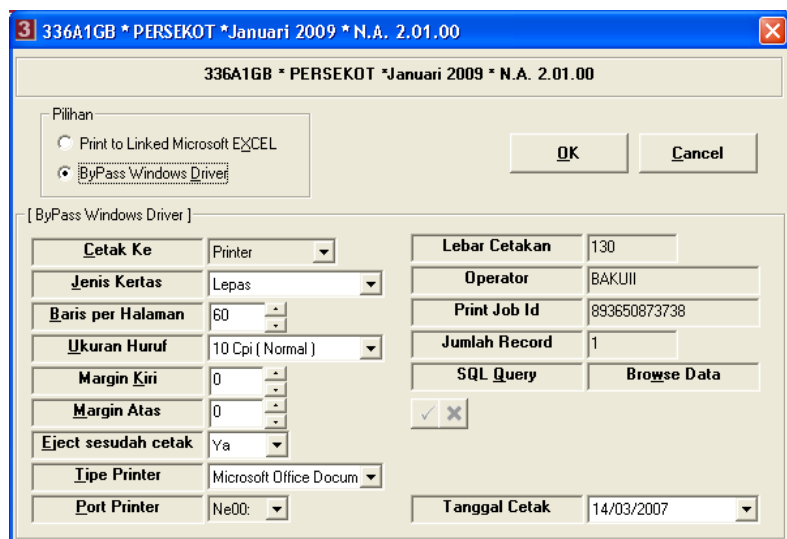 3 336A1GB * PERSEKOT *Januari 2009 * N.A. 2.01.00
336A1GB * PERSEKOT *Januari 2009 * N.A. 2.01.00
Pilihan
Print to Linked Microsoft EXCEL
ByPass Windows Driver
OK
Cancel
[ ByPass Windows Driver ]
Cetak Ke Printer
Jenis Kertas Lepas
Baris per Halaman 60
Ukuran Huruf 10 Cpi ( Normal )
Margin Kiri 0
Margin Atas 0
Eject sesudah cetak Ya
Tipe Printer Microsoft Office Docum
Port Printer Ne00:
Lebar Cetakan 130
Operator BAKUII
Print Job Id 893650873738
Jumlah Record 1
SQL Query Browse Data
Tanggal Cetak 14/03/2007